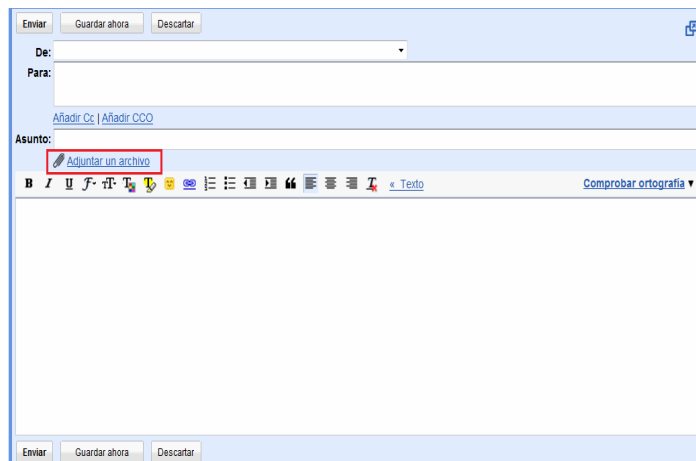 Enviar Guardar ahora Descartar
De:
Para:
Añadir Cc | Añadir CCO
Asunto:
Adjuntar un archivo
B I U « Texto Comprobar ortografía ▼
Enviar Guardar ahora Descartar